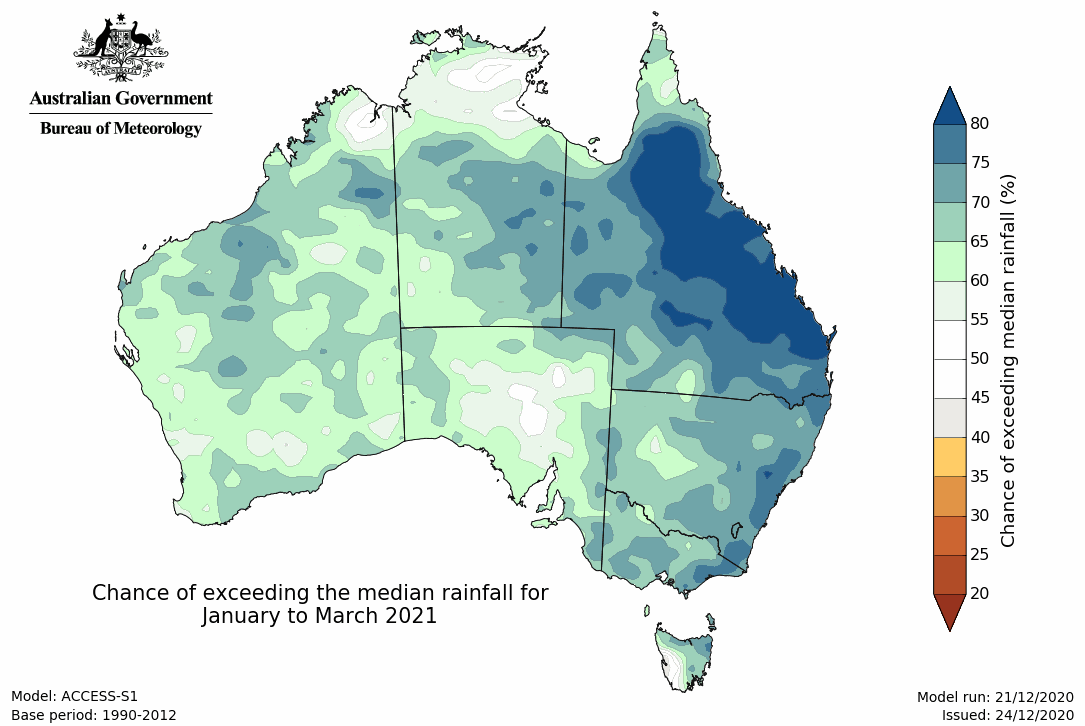 Australian Government
Bureau of Meteorology
80
75
70
65
60
55
50
45
40
35
30
25
20
Chance of exceeding median rainfall (%)
Chance of exceeding the median rainfall for
January to March 2021
Model: ACCESS-S1
Base period: 1990-2012
Model run: 21/12/2020
Issued: 24/12/2020